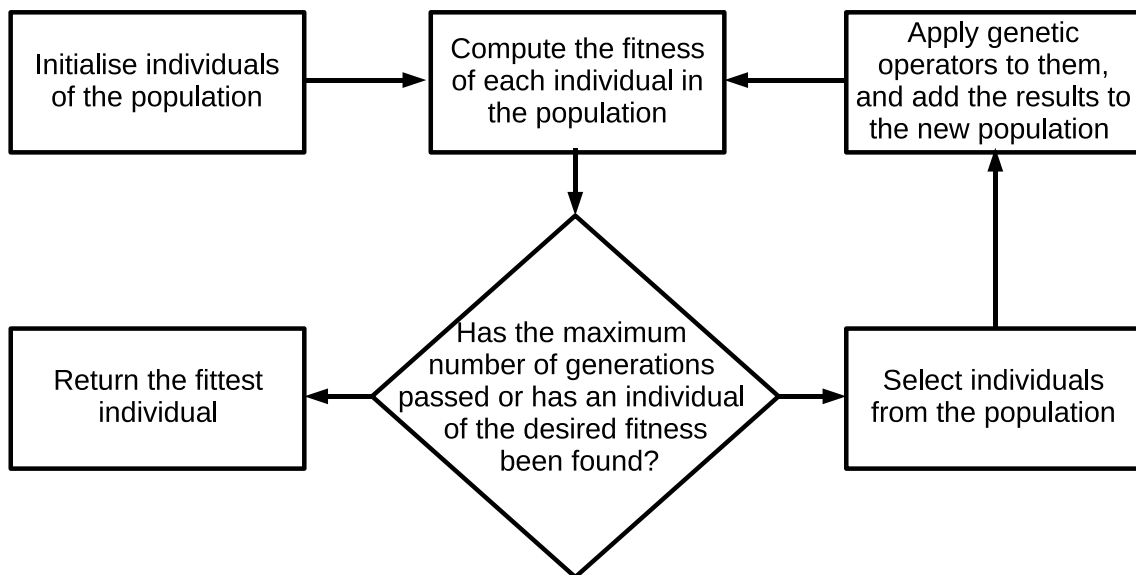 Initialise individuals
of the population
Compute the fitness
of each individual in
the population
Apply genetic
operators to them,
and add the results to
the new population
Return the fittest
individual
Has the maximum
number of generations
passed or has an individual
of the desired fitness
been found?
Select individuals
from the population